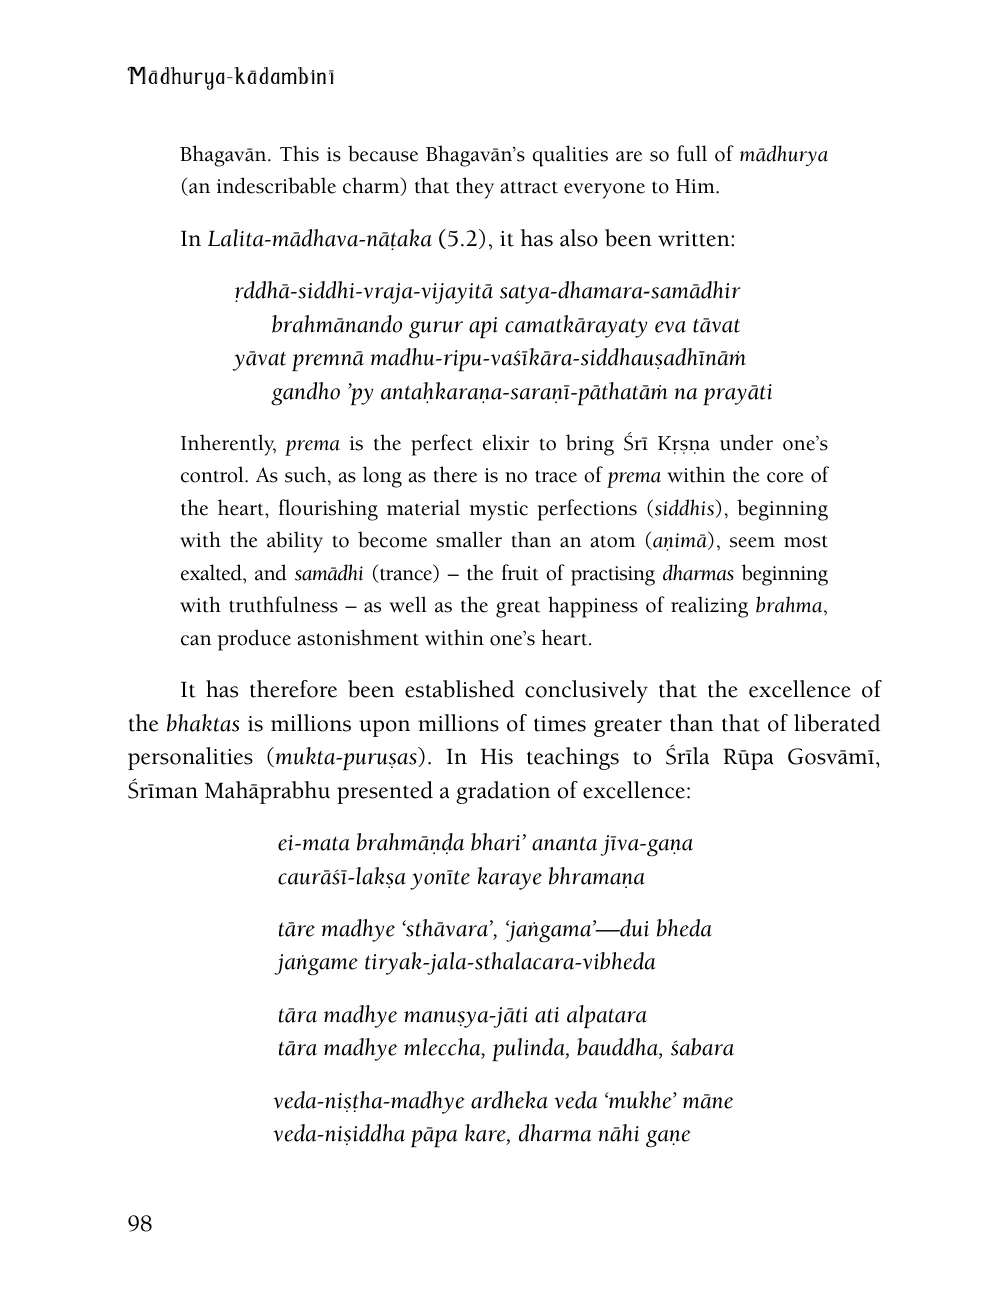 Mādhurya-kādambinī
Bhagavān. This is because Bhagavān’s qualities are so full of mādhurya
(an indescribable charm) that they attract everyone to Him.
In Lalita-mādhava-nāṭaka (5.2), it has also been written:
ṛddhā-siddhi-vraja-vijayitā satya-dhamara-samādhir
brahmānando gurur api camatkārayaty eva tāvat
yāvat premnā madhu-ripu-vaśīkāra-siddhauṣadhīnāṁ
gandho ’py antaḥkaraṇa-saraṇī-pāthatāṁ na prayāti
Inherently, prema is the perfect elixir to bring Śrī Kṛṣṇa under one’s
control. As such, as long as there is no trace of prema within the core of
the heart, flourishing material mystic perfections (siddhis), beginning
with the ability to become smaller than an atom (aṇimā), seem most
exalted, and samādhi (trance) – the fruit of practising dharmas beginning
with truthfulness – as well as the great happiness of realizing brahma,
can produce astonishment within one’s heart.
It has therefore been established conclusively that the excellence of
the bhaktas is millions upon millions of times greater than that of liberated
personalities (mukta-puruṣas). In His teachings to Śrīla Rūpa Gosvāmī,
Śrīman Mahāprabhu presented a gradation of excellence:
ei-mata brahmāṇḍa bhari’ ananta jīva-gaṇa
caurāśī-lakṣa yonīte karaye bhramaṇa
tāre madhye ‘sthāvara’, ‘jaṅgama’—dui bheda
jaṅgame tiryak-jala-sthalacara-vibheda
tāra madhye manuṣya-jāti ati alpatara
tāra madhye mleccha, pulinda, bauddha, śabara
veda-niṣṭha-madhye ardheka veda ‘mukhe’ māne
veda-niṣiddha pāpa kare, dharma nāhi gaṇe
98